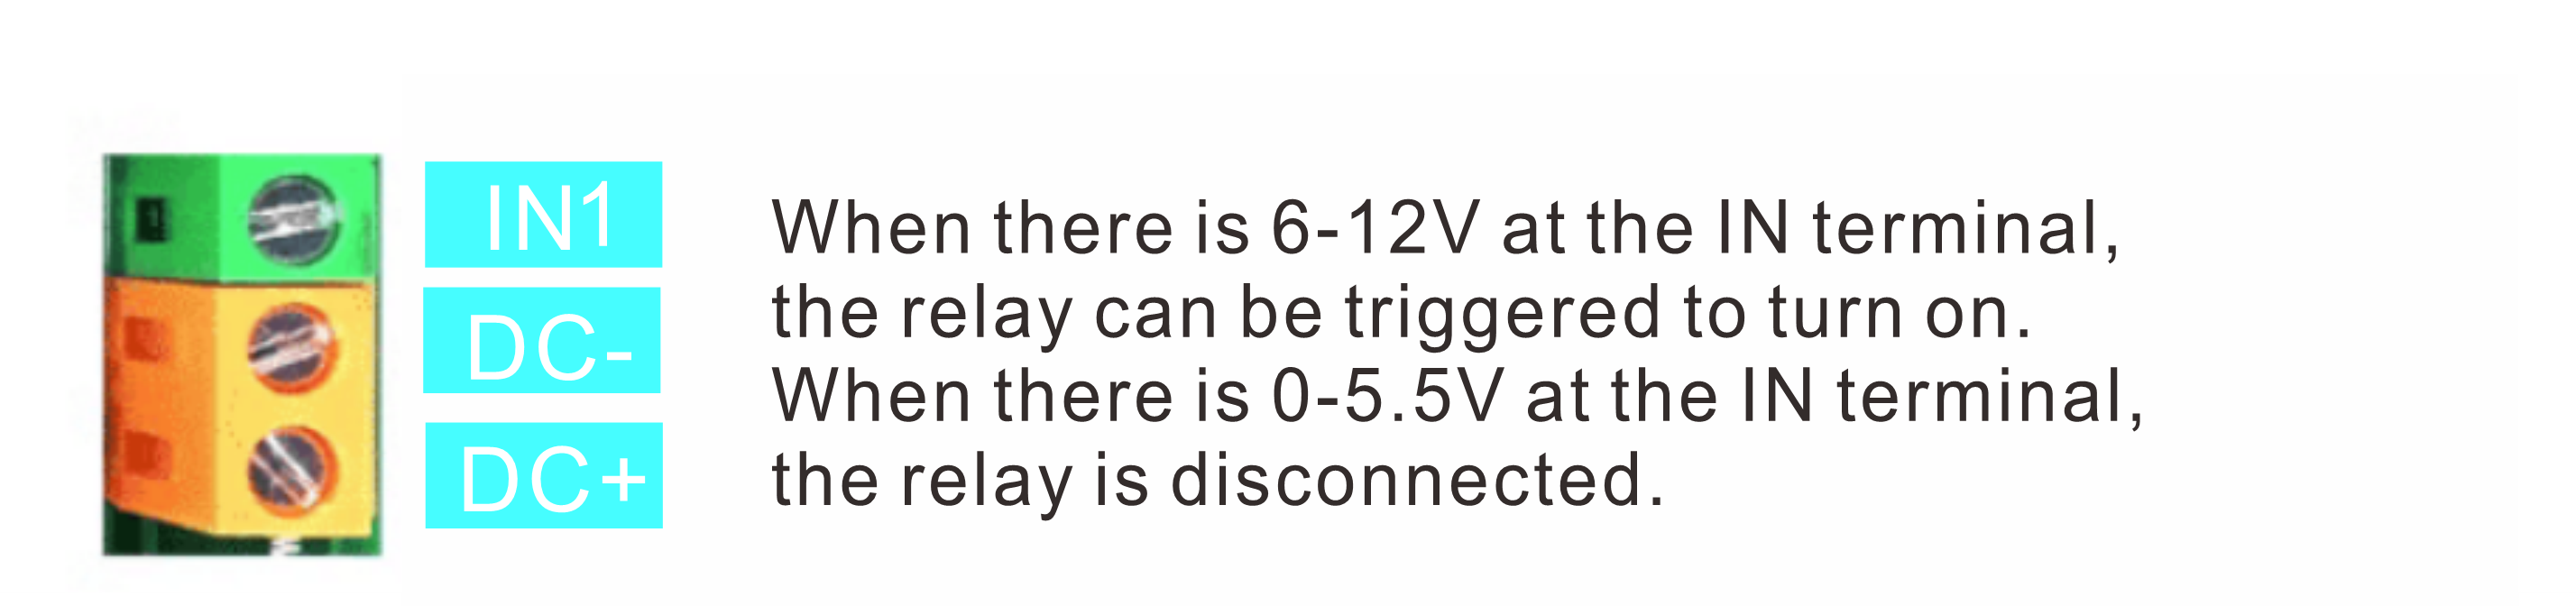 IN1
DC-
DC+
When there is 6-12V at the IN terminal,
the relay can be triggered to turn on.
When there is 0-5.5V at the IN terminal,
the relay is disconnected.